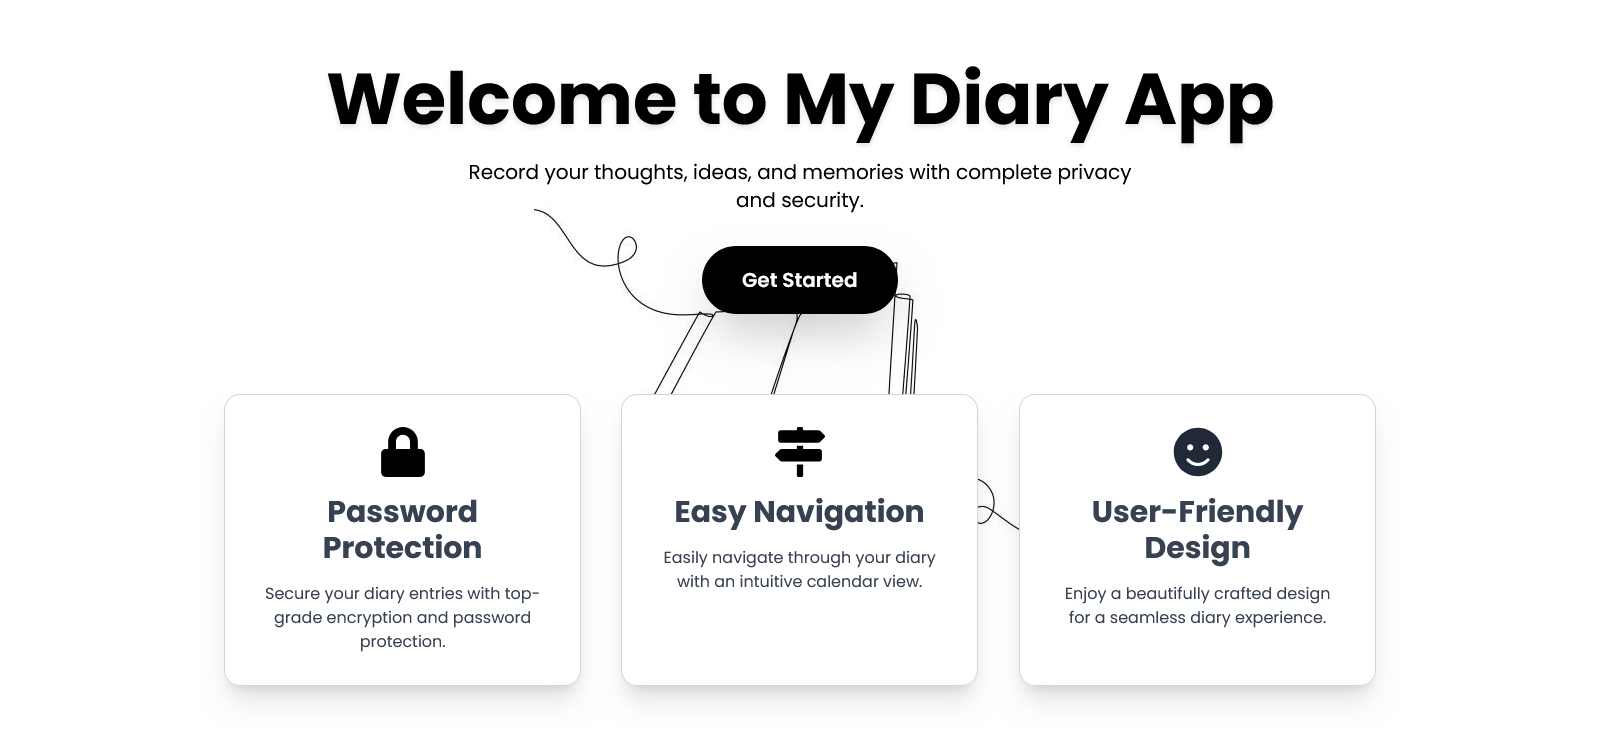 Welcome to My Diary App
Record your thoughts, ideas, and memories with complete privacy
and security.
Get Started
Password
Protection
Secure your diary entries with top-
grade encryption and password
protection.
Easy Navigation
Easily navigate through your diary
with an intuitive calendar view.
User-Friendly
Design
Enjoy a beautifully crafted design
for a seamless diary experience.